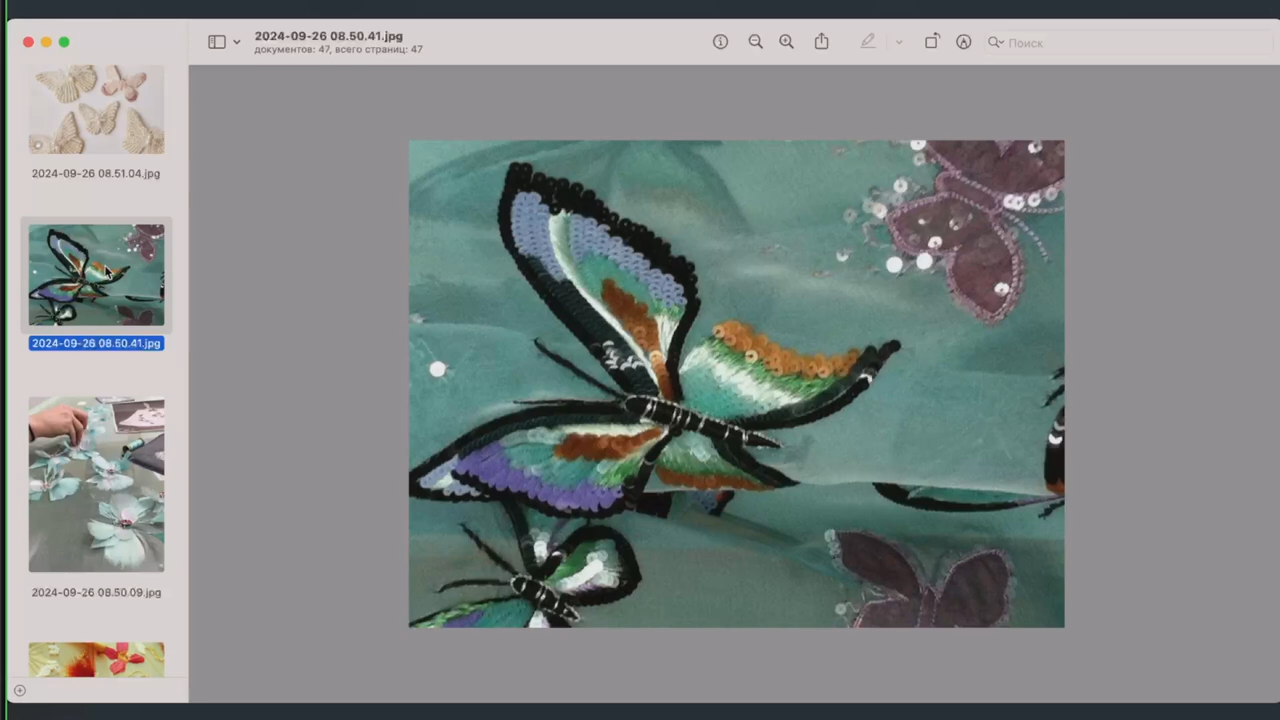 2024-09-26 08.50.41.jpg
документов: 47, всего страниц: 47
Поиск
2024-09-26 08.51.04.jpg
2024-09-26 08.50.41.jpg
2024-09-26 08.50.09.jpg